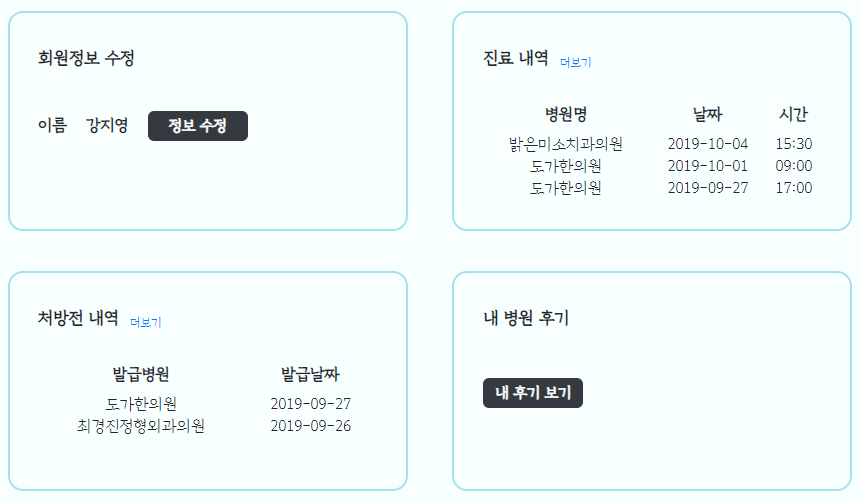 회원정보 수정
이름 강지영 정보 수정
진료 내역 더보기
병원명 날짜 시간
밝은미소치과의원 2019-10-04 15:30
도가한의원 2019-10-01 09:00
도가한의원 2019-09-27 17:00
처방전 내역 더보기
발급병원 발급날짜
도가한의원 2019-09-27
최경진정형외과의원 2019-09-26
내 병원 후기
내 후기 보기